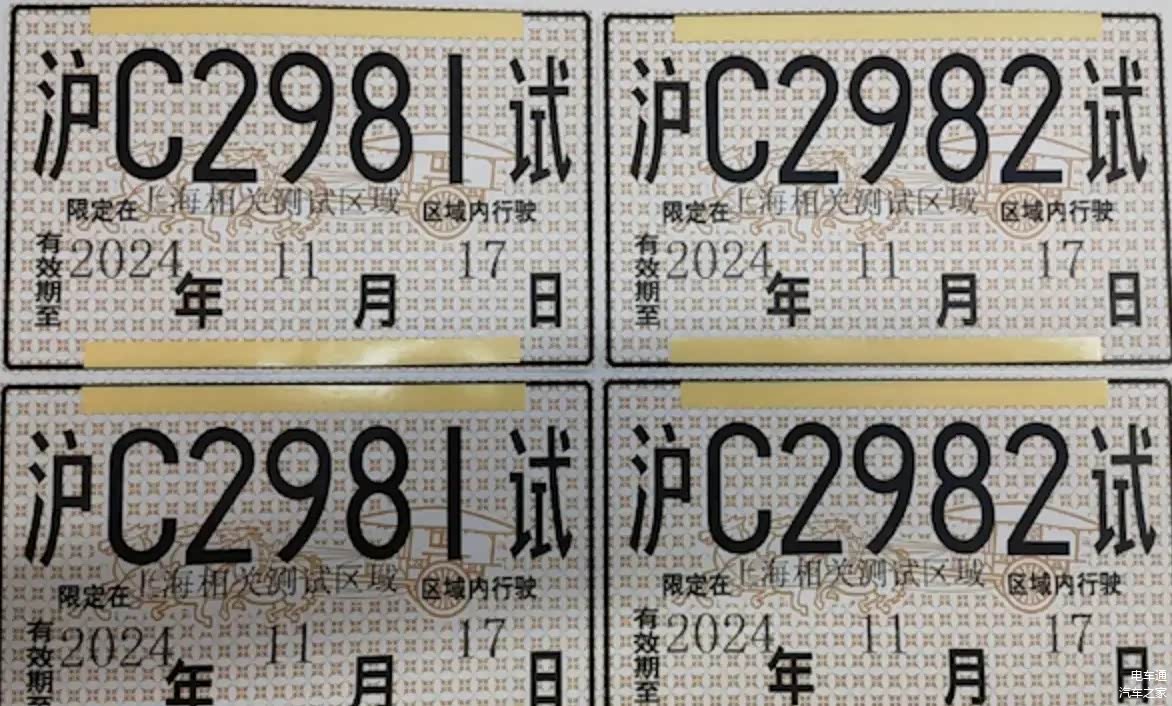 沪C2981试
限定在上海相关测试区域 区域内行驶
有效期至 2024年 11月 17日
沪C2982试
限定在上海相关测试区域 区域内行驶
有效期至 2024年 11月 17日
沪C2981试
限定在上海相关测试区域 区域内行驶
有效期至 2024年 11月 17日
沪C2982试
限定在上海相关测试区域 区域内行驶
有效期至 2024年 11月 17日
电车通
汽车之家